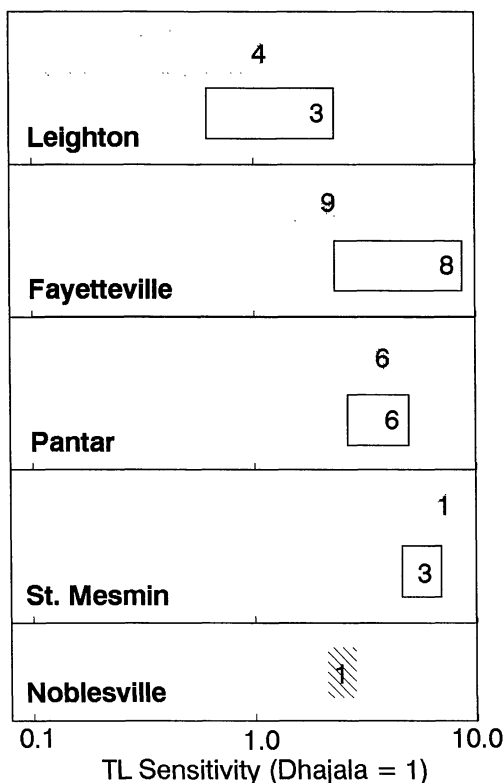 4
3
Leighton
9
8
Fayetteville
6
6
Pantar
1
3
St. Mesmin
1
Noblesville
0.1 1.0 10.0
TL Sensitivity (Dhajala = 1)